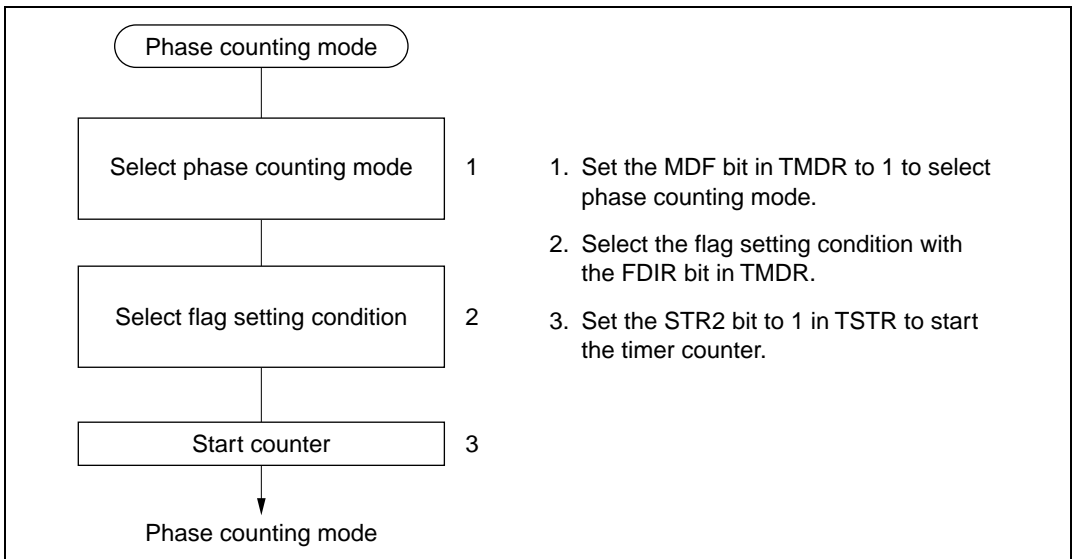 Phase counting mode
Select phase counting mode
1
Select flag setting condition
2
Start counter
3
Phase counting mode
1. Set the MDF bit in TMDR to 1 to select
phase counting mode.
2. Select the flag setting condition with
the FDIR bit in TMDR.
3. Set the STR2 bit to 1 in TSTR to start
the timer counter.